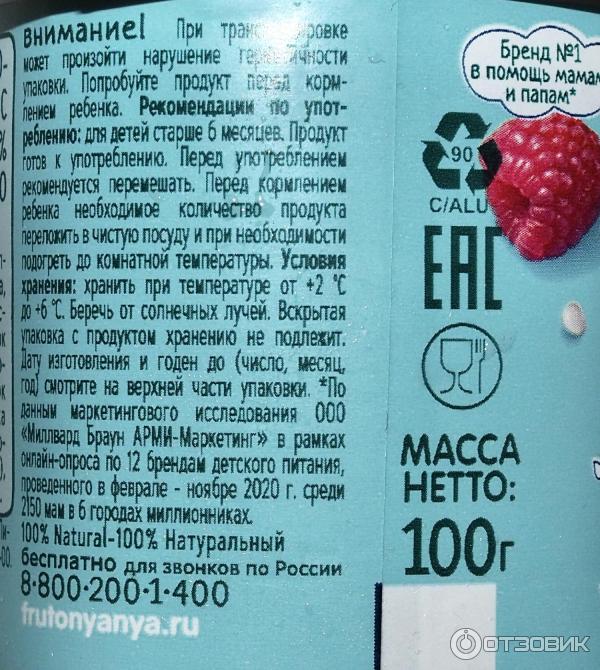 внимание! При транспортировке
может произойти нарушение герметичности
упаковки. Попробуйте продукт перед корм-
лением ребенка. Рекомендации по упот-
реблению: для детей старше 6 месяцев. Продукт
готов к употреблению. Перед употреблением
рекомендуется перемешать. Перед кормлением
ребенка необходимое количество продукта
переложить в чистую посуду и при необходимости
подогреть до комнатной температуры. Условия
хранения: хранить при температуре от +2 °C
до +6 °C. Беречь от солнечных лучей. Вскрытая
упаковка с продуктом хранению не подлежит.
Дату изготовления и годен до (число, месяц,
год) смотрите на верхней части упаковки. *По
данным маркетингового исследования ООО
«Миллвард Браун АРМИ-Маркетинг» в рамках
онлайн-опроса по 12 брендам детского питания,
проведенного в феврале - ноябре 2020 г. среди
2150 мам в 6 городах миллионниках.
100% Natural-100% Натуральный
бесплатно для звонков по России
8-800-200-1-400
frutonyanya.ru
Бренд №1
в помощь мамам
и папам*
90
C/ALU
EAC
МАССА
НЕТТО:
100г
ОТЗОВИК